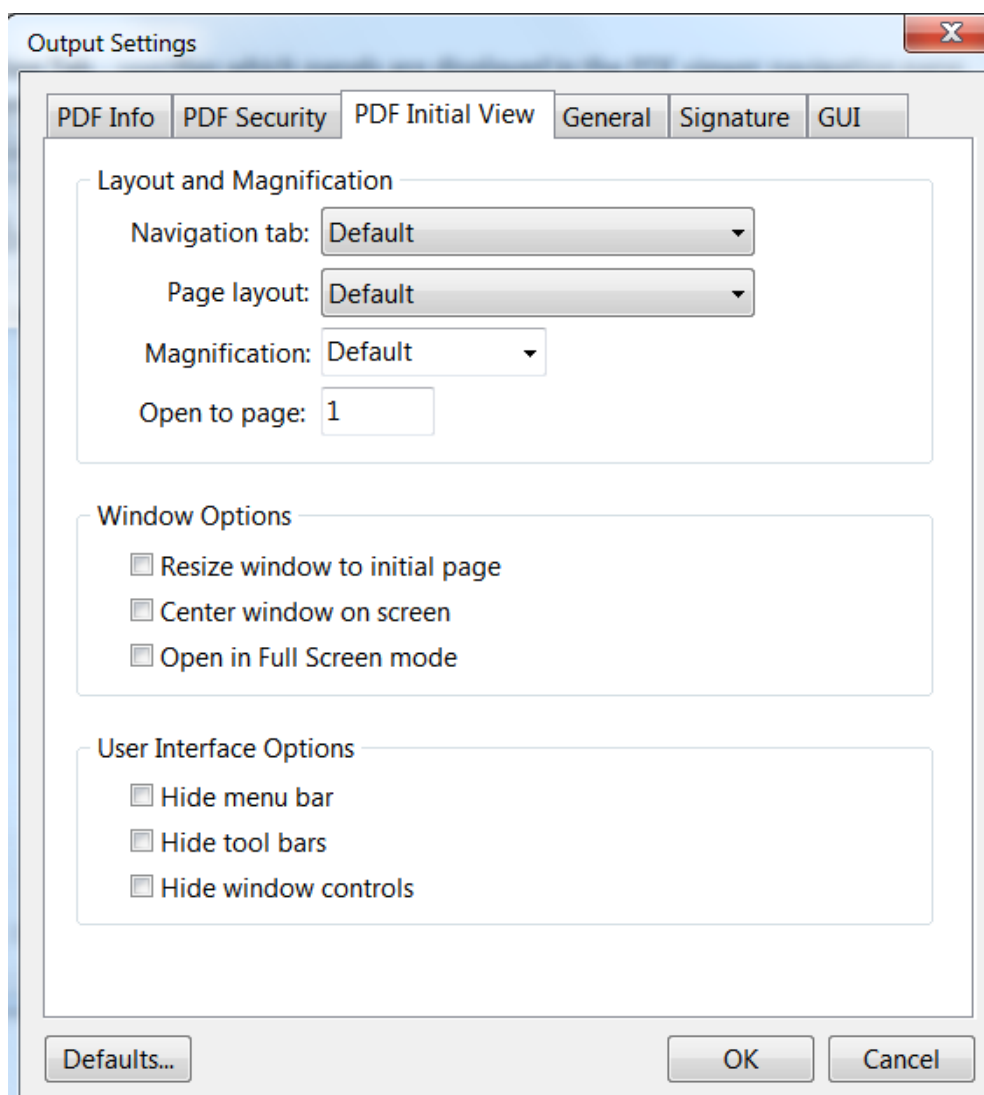 Output Settings
PDF Info PDF Security PDF Initial View General Signature GUI
Layout and Magnification
Navigation tab: Default
Page layout: Default
Magnification: Default
Open to page: 1
Window Options
Resize window to initial page
Center window on screen
Open in Full Screen mode
User Interface Options
Hide menu bar
Hide tool bars
Hide window controls
Defaults... OK Cancel